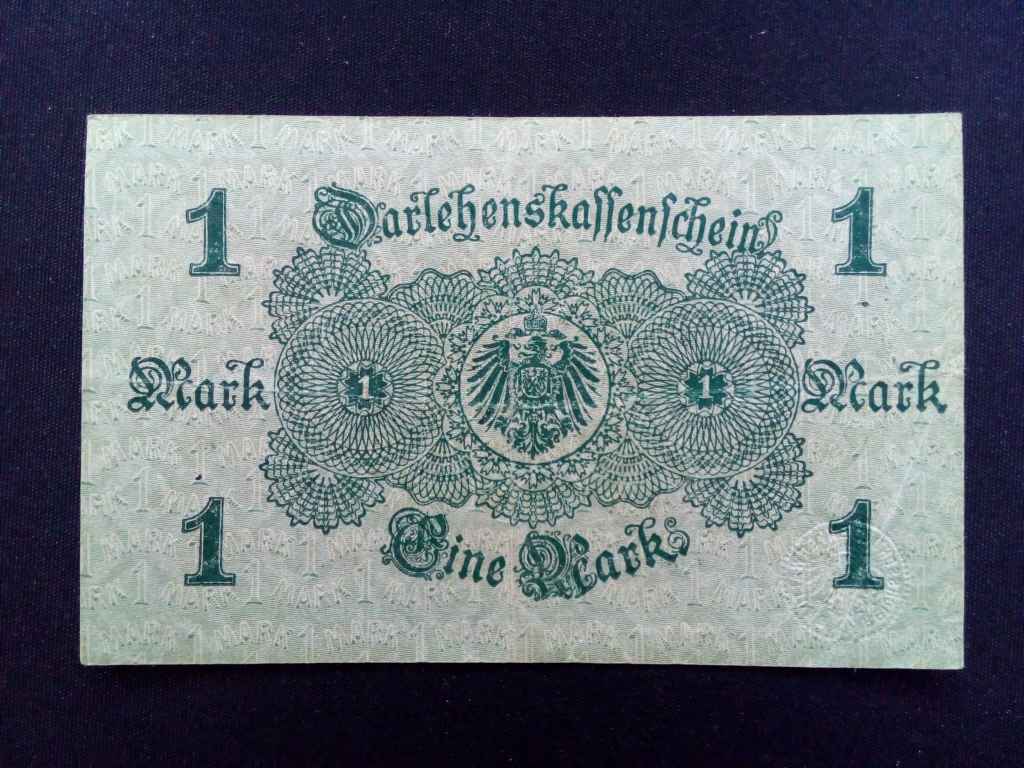 1 1
Darlehenskassenschein
Mark 1 1 Mark
1 1
Eine Mark